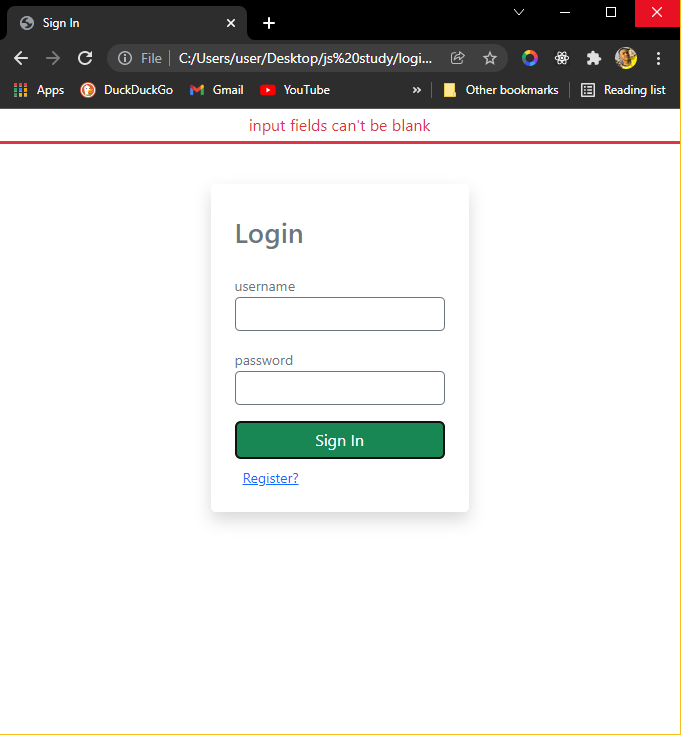 Sign In
File
C:/Users/user/Desktop/js%20study/logi...
Apps DuckDuckGo Gmail YouTube » Other bookmarks Reading list
input fields can't be blank
Login
username
password
Sign In
Register?